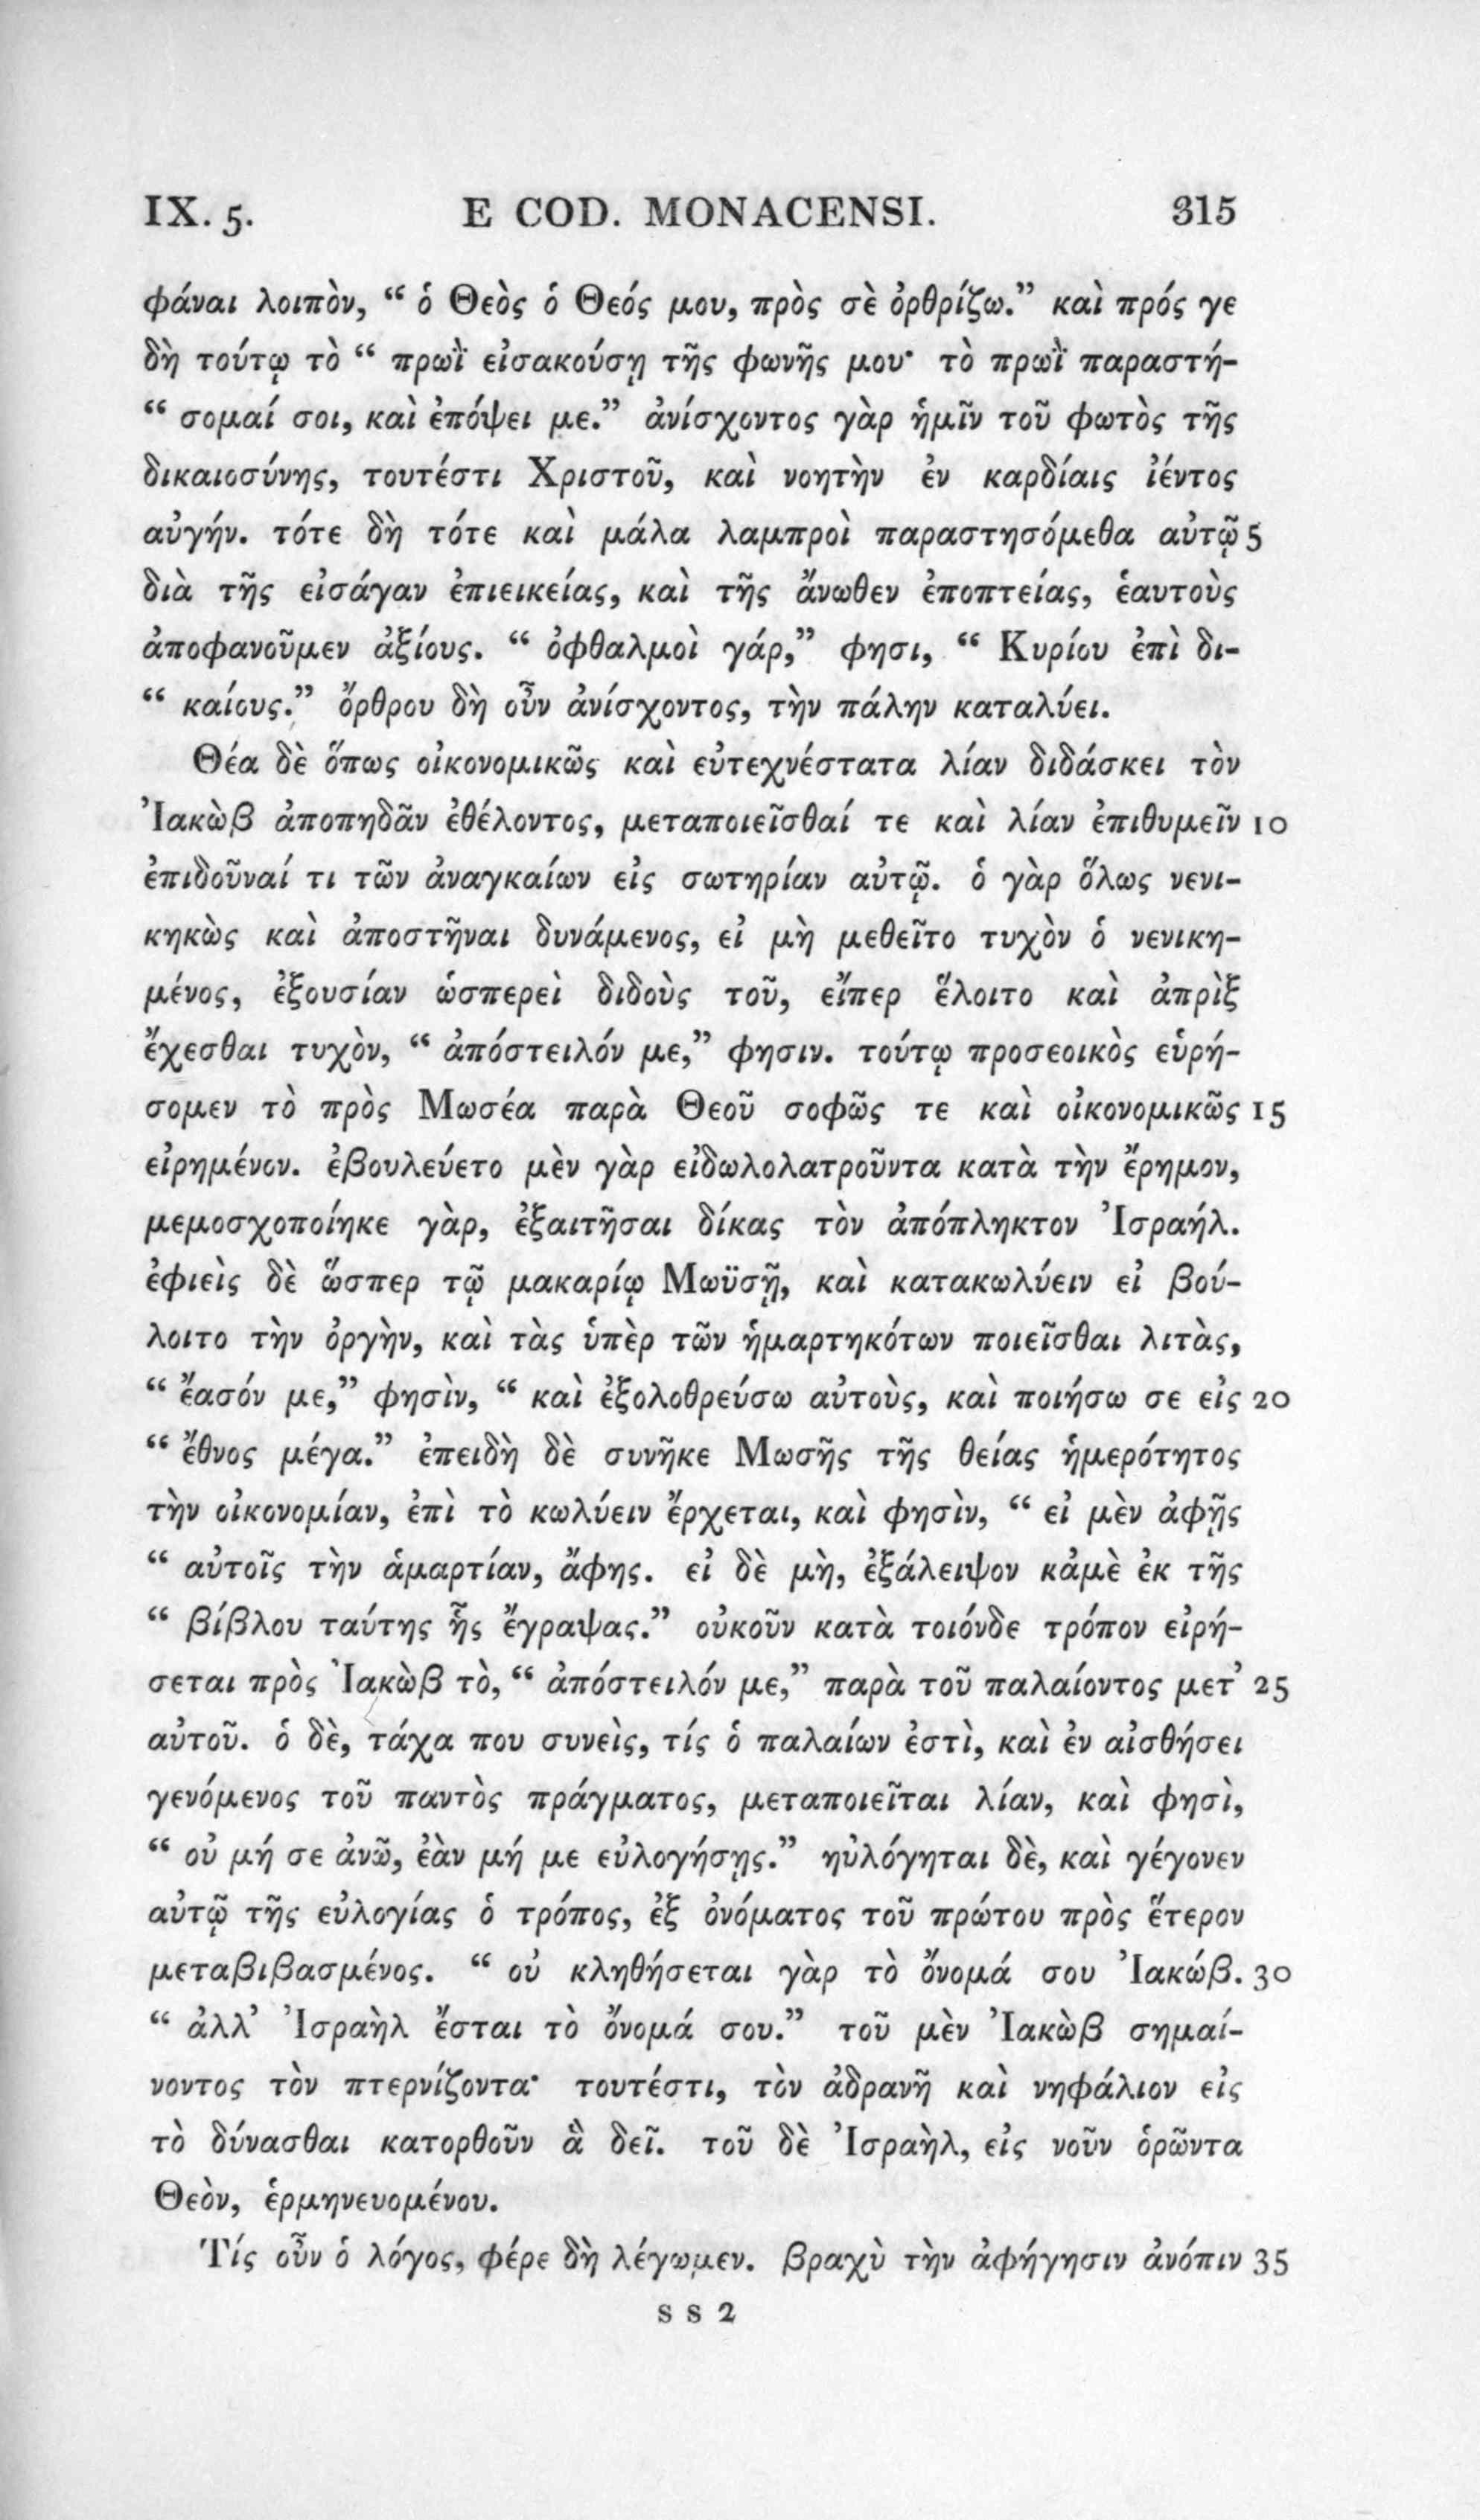 IX. 5. E COD. MONACENSI. 315
φάναι λοιπὸν, “ ὁ Θεὸς ὁ Θεός μου, πρὸς σὲ ὀρθρίζω.” καὶ πρός γε
δὴ τούτῳ τὸ “ πρωῒ εἰσακούσῃ τῆς φωνῆς μου· τὸ πρωῒ παραστή-
“ σομαί σοι, καὶ ἐπόψει με.” ἀνίσχοντος γὰρ ἡμῖν τοῦ φωτὸς τῆς
δικαιοσύνης, τουτέστι Χριστοῦ, καὶ νοητὴν ἐν καρδίαις ἱέντος
αὐγήν. τότε δὴ τότε καὶ μάλα λαμπροὶ παραστησόμεθα αὐτῷ 5
διὰ τῆς εἰσάγαν ἐπιεικείας, καὶ τῆς ἄνωθεν ἐποπτείας, ἑαυτοὺς
ἀποφανοῦμεν ἀξίους. “ ὀφθαλμοὶ γάρ,” φησι, “ Κυρίου ἐπὶ δι-
“ καίους.” ὄρθρου δὴ οὖν ἀνίσχοντος, τὴν πάλην καταλύει.
Θέα δὲ ὅπως οἰκονομικῶς καὶ εὐτεχνέστατα λίαν διδάσκει τὸν
Ἰακὼβ ἀποπηδᾶν ἐθέλοντος, μεταποιεῖσθαί τε καὶ λίαν ἐπιθυμεῖν 10
ἐπιδοῦναί τι τῶν ἀναγκαίων εἰς σωτηρίαν αὐτῷ. ὁ γὰρ ὅλως νενι-
κηκὼς καὶ ἀποστῆναι δυνάμενος, εἰ μὴ μεθεῖτο τυχὸν ὁ νενικη-
μένος, ἐξουσίαν ὡσπερεὶ διδοὺς τοῦ, εἴπερ ἕλοιτο καὶ ἀπρὶξ
ἔχεσθαι τυχὸν, “ ἀπόστειλόν με,” φησιν. τούτῳ προσεοικὸς εὑρή-
σομεν τὸ πρὸς Μωσέα παρὰ Θεοῦ σοφῶς τε καὶ οἰκονομικῶς 15
εἰρημένον. ἐβουλεύετο μὲν γὰρ εἰδωλολατροῦντα κατὰ τὴν ἔρημον,
μεμοσχοποίηκε γὰρ, ἐξαιτῆσαι δίκας τὸν ἀπόπληκτον Ἰσραήλ.
ἐφιεὶς δὲ ὥσπερ τῷ μακαρίῳ Μωϋσῇ, καὶ κατακωλύειν εἰ βού-
λοιτο τὴν ὀργὴν, καὶ τὰς ὑπὲρ τῶν ἡμαρτηκότων ποιεῖσθαι λιτὰς,
“ ἔασόν με,” φησὶν, “ καὶ ἐξολοθρεύσω αὐτοὺς, καὶ ποιήσω σε εἰς 20
“ ἔθνος μέγα.” ἐπειδὴ δὲ συνῆκε Μωσῆς τῆς θείας ἡμερότητος
τὴν οἰκονομίαν, ἐπὶ τὸ κωλύειν ἔρχεται, καὶ φησὶν, “ εἰ μὲν ἀφῇς
“ αὐτοῖς τὴν ἁμαρτίαν, ἄφης. εἰ δὲ μὴ, ἐξάλειψον κἀμὲ ἐκ τῆς
“ βίβλου ταύτης ἧς ἔγραψας.” οὐκοῦν κατὰ τοιόνδε τρόπον εἰρή-
σεται πρὸς Ἰακὼβ τὸ, “ ἀπόστειλόν με,” παρὰ τοῦ παλαίοντος μετ’ 25
αὐτοῦ. ὁ δὲ, τάχα που συνεὶς, τίς ὁ παλαίων ἐστὶ, καὶ ἐν αἰσθήσει
γενόμενος τοῦ παντὸς πράγματος, μεταποιεῖται λίαν, καὶ φησὶ,
“ οὐ μή σε ἀνῶ, ἐὰν μή με εὐλογήσῃς.” ηὐλόγηται δὲ, καὶ γέγονεν
αὐτῷ τῆς εὐλογίας ὁ τρόπος, ἐξ ὀνόματος τοῦ πρώτου πρὸς ἕτερον
μεταβιβασμένος. “ οὐ κληθήσεται γὰρ τὸ ὄνομά σου Ἰακώβ. 30
“ ἀλλ’ Ἰσραὴλ ἔσται τὸ ὄνομά σου.” τοῦ μὲν Ἰακὼβ σημαί-
νοντος τὸν πτερνίζοντα· τουτέστι, τὸν ἀδρανῆ καὶ νηφάλιον εἰς
τὸ δύνασθαι κατορθοῦν ἃ δεῖ. τοῦ δὲ Ἰσραὴλ, εἰς νοῦν ὁρῶντα
Θεὸν, ἑρμηνευομένου.
Τίς οὖν ὁ λόγος, φέρε δὴ λέγωμεν. βραχὺ τὴν ἀφήγησιν ἀνόπιν 35
s s 2